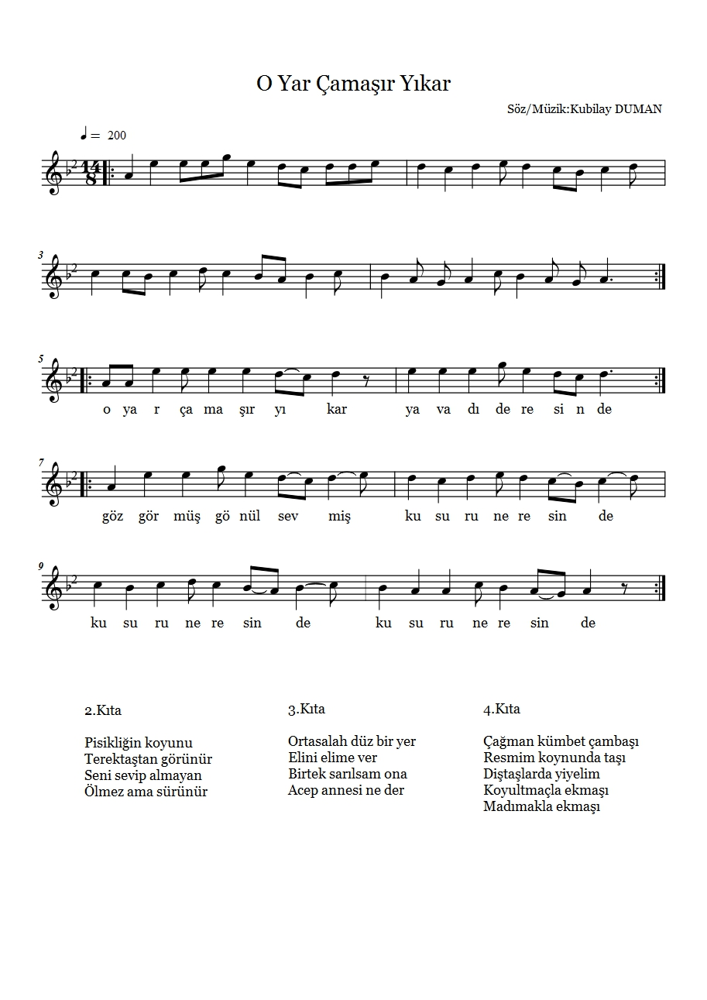 O Yar Çamaşır Yıkar
Söz/Müzik:Kubilay DUMAN
= 200
2 14 8
3
2
5
2
o ya r ça ma şır yı kar ya va dı de re si n de
7
2
göz gör müş gö nül sev miş ku su ru ne re sin de
9
2
ku su ru ne re sin de ku su ru ne re sin de
2.Kıta
Pisikliğin koyunu
Terektaştan görünür
Seni sevip almayan
Ölmez ama sürünür
3.Kıta
Ortasalah düz bir yer
Elini elime ver
Birtek sarılsam ona
Acep annesi ne der
4.Kıta
Çağman kümbet çambaşı
Resmim koynunda taşı
Diştaşlarda yiyelim
Koyultmaçla ekmaşı
Madımakla ekmaşı